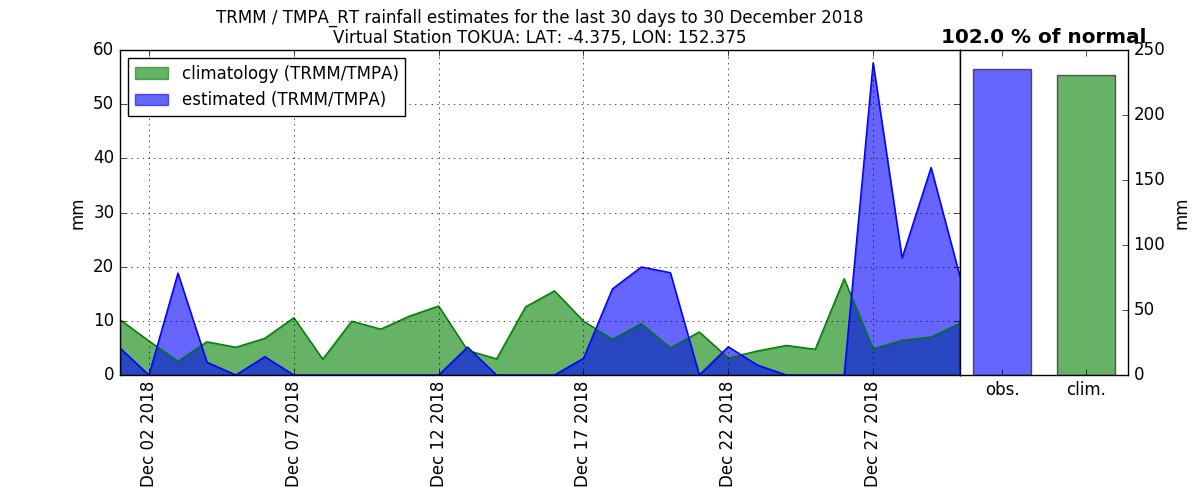 TRMM / TMPA_RT rainfall estimates for the last 30 days to 30 December 2018
Virtual Station TOKUA: LAT: -4.375, LON: 152.375
102.0 % of normal
climatology (TRMM/TMPA)
estimated (TRMM/TMPA)
60
50
40
30
20
10
0
mm
Dec 02 2018
Dec 07 2018
Dec 12 2018
Dec 17 2018
Dec 22 2018
Dec 27 2018
250
200
150
100
50
0
mm
obs.
clim.